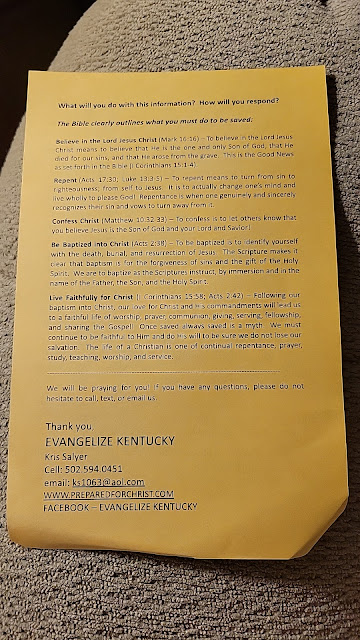 What will you do with this information?  How will you respond?
The Bible clearly outlines what you must do to be saved:
Believe in the Lord Jesus Christ (Mark 16:16) – To believe in the Lord Jesus
Christ means to believe that He is the one and only Son of God, that He
died for our sins, and that He arose from the grave. This is the Good News
as set forth in the Bible (I Corinthians 15:1-4)
Repent (Acts 17:30, Luke 13:3-5) – To repent means to turn from sin to
righteousness; from self to Jesus. It is to actually change one's mind and
live wholly to please God! Repentance is when one genuinely and sincerely
recognizes their sin and vows to turn away from it.
Confess Christ (Matthew 10:32-33) – To confess is to let others know that
you believe Jesus is the Son of God and your Lord and Savior!
Be Baptized into Christ (Acts 2:38) – To be baptized is to identify yourself
with the death, burial, and resurrection of Jesus. The Scripture makes it
clear that baptism is for the forgiveness of sins and the gift of the Holy
Spirit. We are to baptize as the Scriptures instruct, by immersion and in the
name of the Father, the Son, and the Holy Spirit.
Live Faithfully for Christ (I Corinthians 15:58; Acts 2:42) – Following our
baptism into Christ, our love for Christ and His commandments will lead us
to a faithful life of worship, prayer, communion, giving, serving, fellowship,
and sharing the Gospel! Once saved always saved is a myth. We must
continue to be faithful to Him and do His will to be sure we do not lose our
salvation. The life of a Christian is one of continual repentance, prayer,
study, teaching, worship, and service.
We will be praying for you! If you have any questions, please do not
hesitate to call, text, or email us.
Thank you,
EVANGELIZE KENTUCKY
Kris Salyer
Cell: 502.594.0451
email: ks1063@aol.com
WWW.PREPAREDFORCHRIST.COM
FACEBOOK – EVANGELIZE KENTUCKY